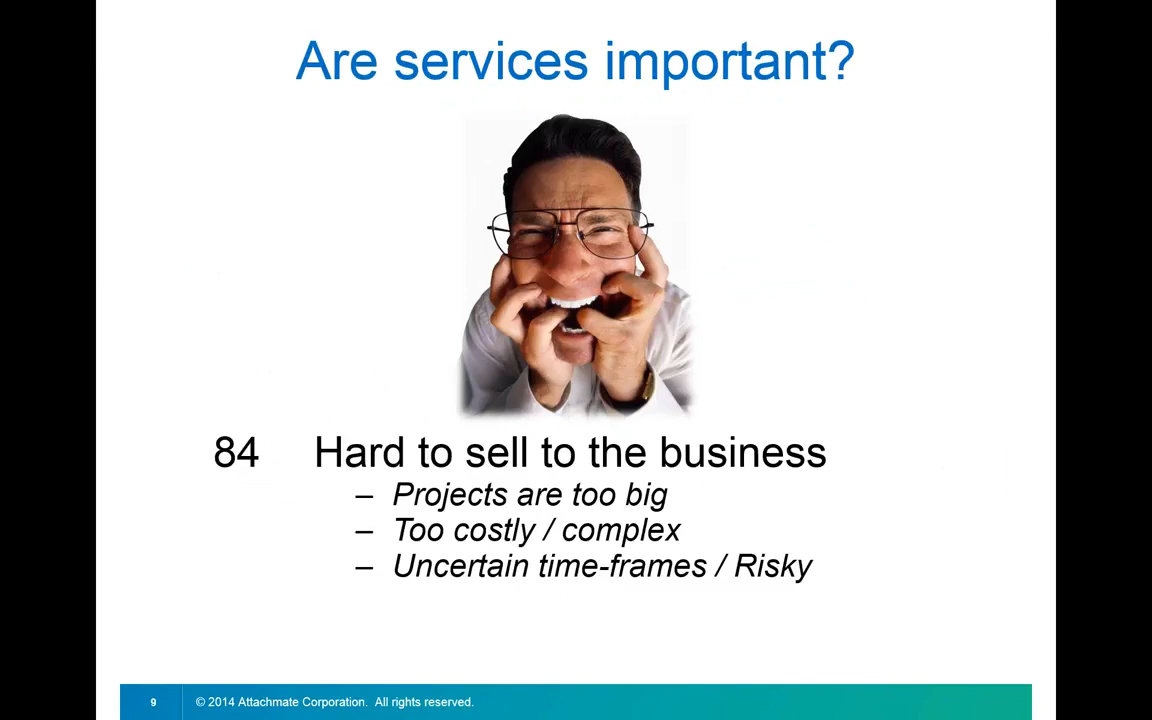 Are services important?
84 Hard to sell to the business
– Projects are too big
– Too costly / complex
– Uncertain time-frames / Risky
9 © 2014 Attachmate Corporation. All rights reserved.